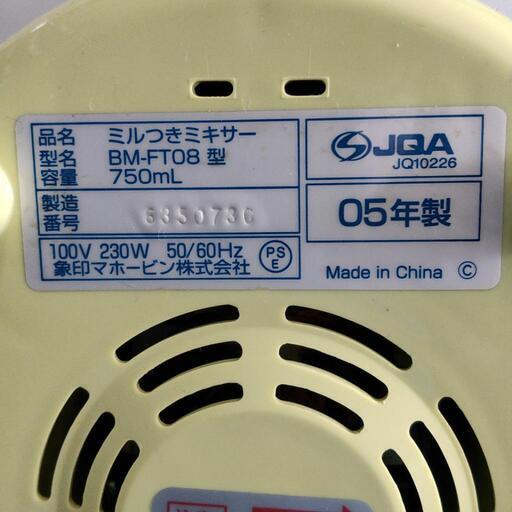 品名 ミルつきミキサー
型名 BM-FT08 型
容量 750mL
製造
番号 535073C
100V 230W 50/60Hz
象印マホービン株式会社
PS
E
JQA
JQ10226
05年製
Made in China Ⓒ